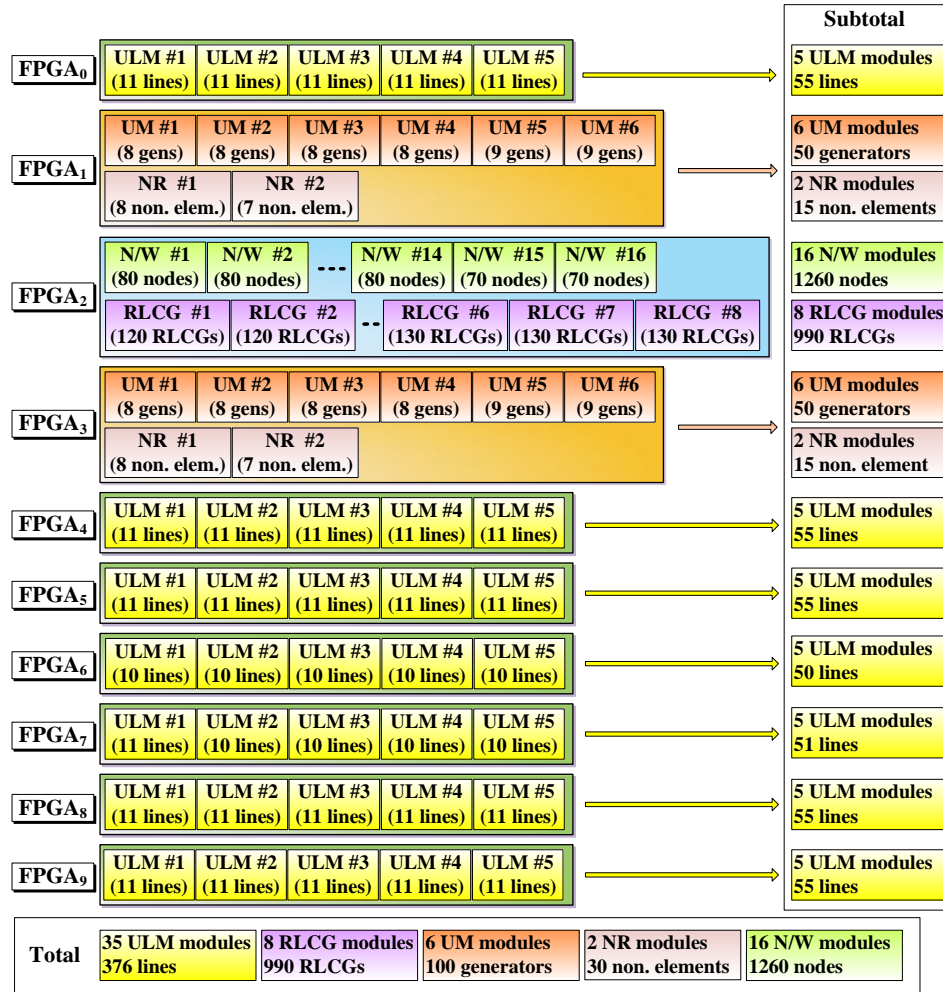 Subtotal
FPGA0
ULM #1 ULM #2 ULM #3 ULM #4 ULM #5
(11 lines) (11 lines) (11 lines) (11 lines) (11 lines)
5 ULM modules
55 lines
FPGA1
UM #1 UM #2 UM #3 UM #4 UM #5 UM #6
(8 gens) (8 gens) (8 gens) (8 gens) (9 gens) (9 gens)
6 UM modules
50 generators
NR #1 NR #2
(8 non. elem.) (7 non. elem.)
2 NR modules
15 non. elements
FPGA2
N/W #1 N/W #2 --- N/W #14 N/W #15 N/W #16
(80 nodes) (80 nodes) (80 nodes) (70 nodes) (70 nodes)
16 N/W modules
1260 nodes
RLCG #1 RLCG #2 -- RLCG #6 RLCG #7 RLCG #8
(120 RLCGs) (120 RLCGs) (130 RLCGs) (130 RLCGs) (130 RLCGs)
8 RLCG modules
990 RLCGs
FPGA3
UM #1 UM #2 UM #3 UM #4 UM #5 UM #6
(8 gens) (8 gens) (8 gens) (8 gens) (9 gens) (9 gens)
6 UM modules
50 generators
NR #1 NR #2
(8 non. elem.) (7 non. elem.)
2 NR modules
15 non. element
FPGA4
ULM #1 ULM #2 ULM #3 ULM #4 ULM #5
(11 lines) (11 lines) (11 lines) (11 lines) (11 lines)
5 ULM modules
55 lines
FPGA5
ULM #1 ULM #2 ULM #3 ULM #4 ULM #5
(11 lines) (11 lines) (11 lines) (11 lines) (11 lines)
5 ULM modules
55 lines
FPGA6
ULM #1 ULM #2 ULM #3 ULM #4 ULM #5
(10 lines) (10 lines) (10 lines) (10 lines) (10 lines)
5 ULM modules
50 lines
FPGA7
ULM #1 ULM #2 ULM #3 ULM #4 ULM #5
(11 lines) (10 lines) (10 lines) (10 lines) (10 lines)
5 ULM modules
51 lines
FPGA8
ULM #1 ULM #2 ULM #3 ULM #4 ULM #5
(11 lines) (11 lines) (11 lines) (11 lines) (11 lines)
5 ULM modules
55 lines
FPGA9
ULM #1 ULM #2 ULM #3 ULM #4 ULM #5
(11 lines) (11 lines) (11 lines) (11 lines) (11 lines)
5 ULM modules
55 lines
Total
35 ULM modules
376 lines
8 RLCG modules
990 RLCGs
6 UM modules
100 generators
2 NR modules
30 non. elements
16 N/W modules
1260 nodes